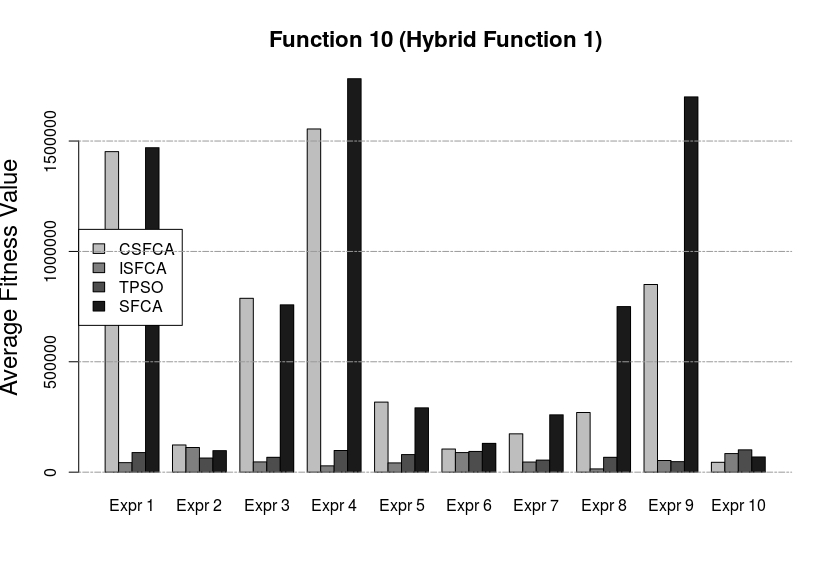 Function 10 (Hybrid Function 1)
Average Fitness Value
1500000
1000000
500000
0
CSFCA
ISFCA
TPSO
SFCA
Expr 1 Expr 2 Expr 3 Expr 4 Expr 5 Expr 6 Expr 7 Expr 8 Expr 9 Expr 10